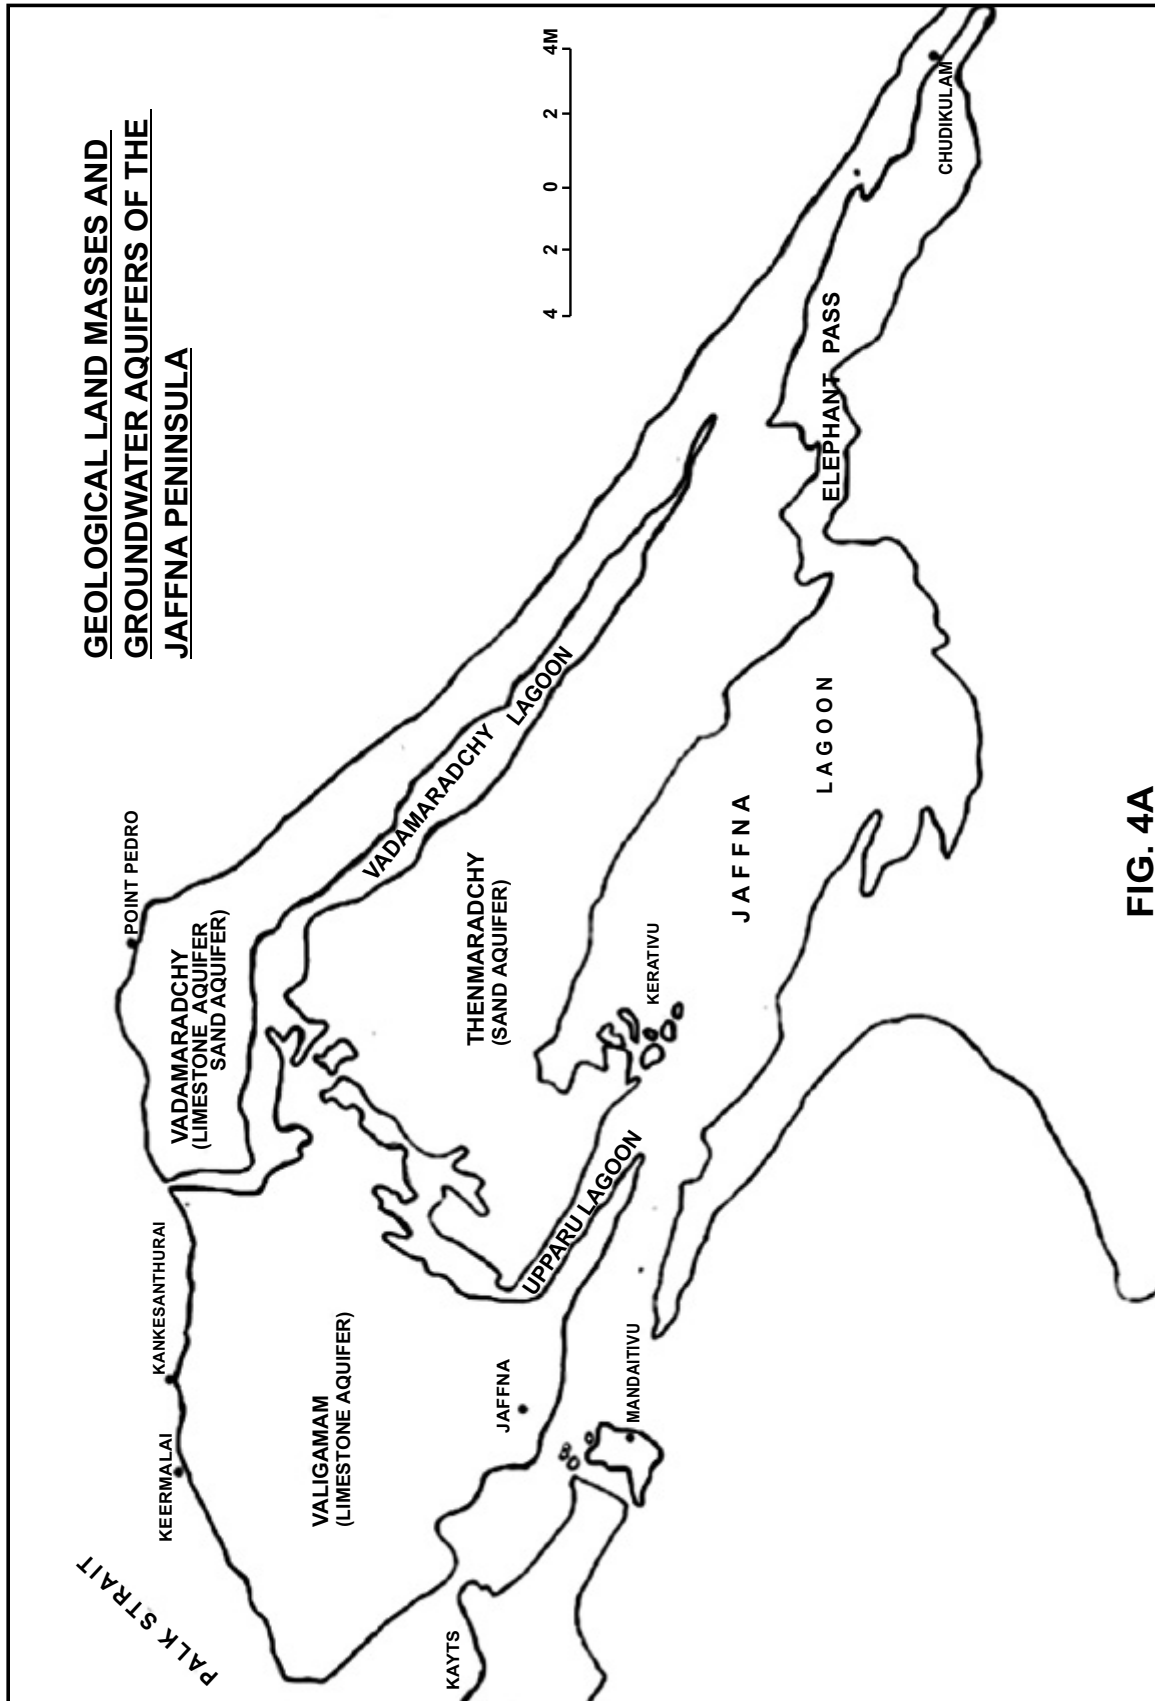 GEOLOGICAL LAND MASSES AND
GROUNDWATER AQUIFERS OF THE
JAFFNA PENINSULA
4 2 0 2 4M
PALK STRAIT
KEERMALAI
KANKESANTHURAI
POINT PEDRO
VADAMARADCHY
(LIMESTONE AQUIFER
SAND AQUIFER)
VALIGAMAM
(LIMESTONE AQUIFER)
VADAMARADCHY LAGOON
THENMARADCHY
(SAND AQUIFER)
KAYTS
JAFFNA
UPPARU LAGOON
MANDAITIVU
KERATIVU
JAFFNA
LAGOON
ELEPHANT PASS
CHUDIKULAM
FIG. 4A